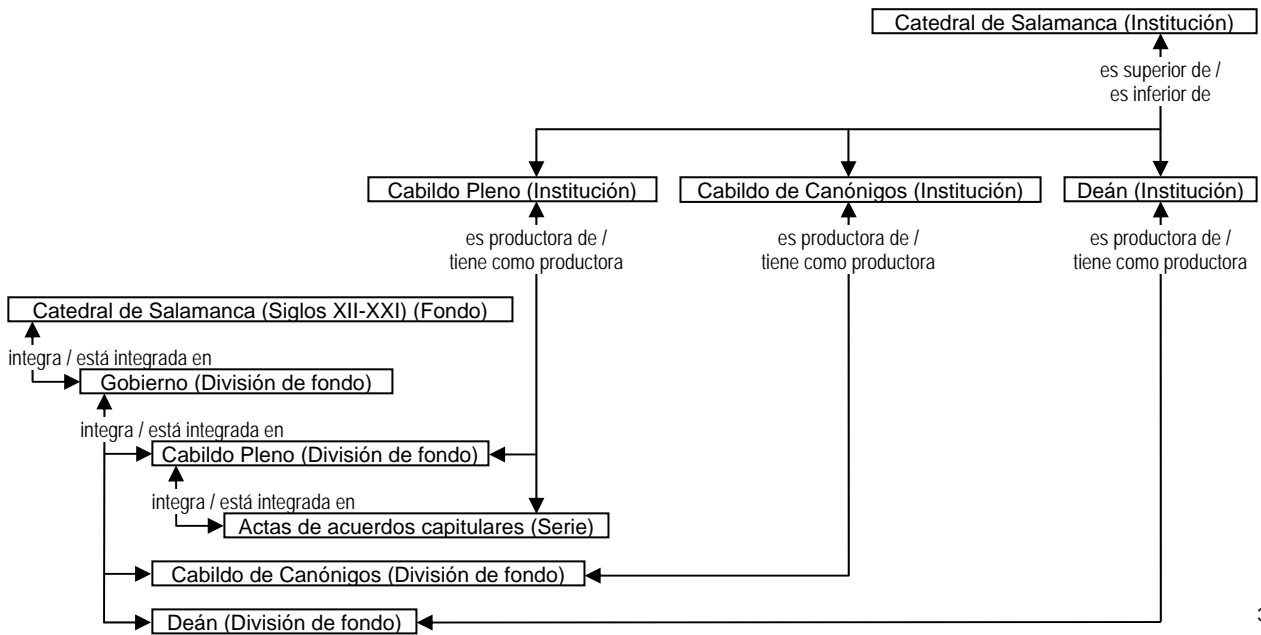 Catedral de Salamanca (Institución)
es superior de /
es inferior de
Cabildo Pleno (Institución)
Cabildo de Canónigos (Institución)
Deán (Institución)
es productora de /
tiene como productora
es productora de /
tiene como productora
es productora de /
tiene como productora
Catedral de Salamanca (Siglos XII-XXI) (Fondo)
integra / está integrada en
Gobierno (División de fondo)
integra / está integrada en
Cabildo Pleno (División de fondo)
integra / está integrada en
Actas de acuerdos capitulares (Serie)
Cabildo de Canónigos (División de fondo)
Deán (División de fondo)